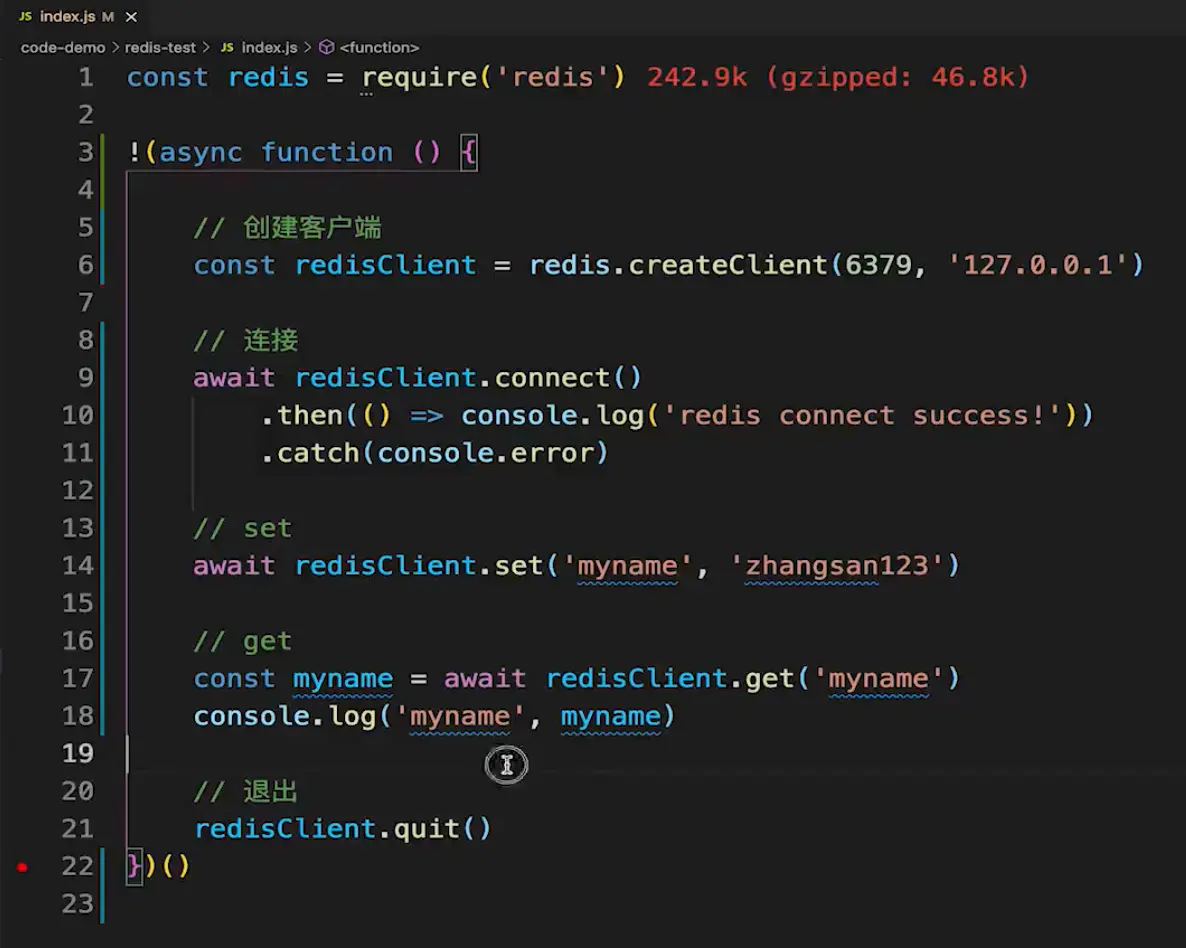 JS index.js M ×
code-demo > redis-test > JS index.js > <function>
1 const redis = require('redis') 242.9k (gzipped: 46.8k)
2
3 !(async function () {
4
5 // 创建客户端
6 const redisClient = redis.createClient(6379, '127.0.0.1')
7
8 // 连接
9 await redisClient.connect()
10 .then(() => console.log('redis connect success!'))
11 .catch(console.error)
12
13 // set
14 await redisClient.set('myname', 'zhangsan123')
15
16 // get
17 const myname = await redisClient.get('myname')
18 console.log('myname', myname)
19
20 // 退出
21 redisClient.quit()
22 })()
23